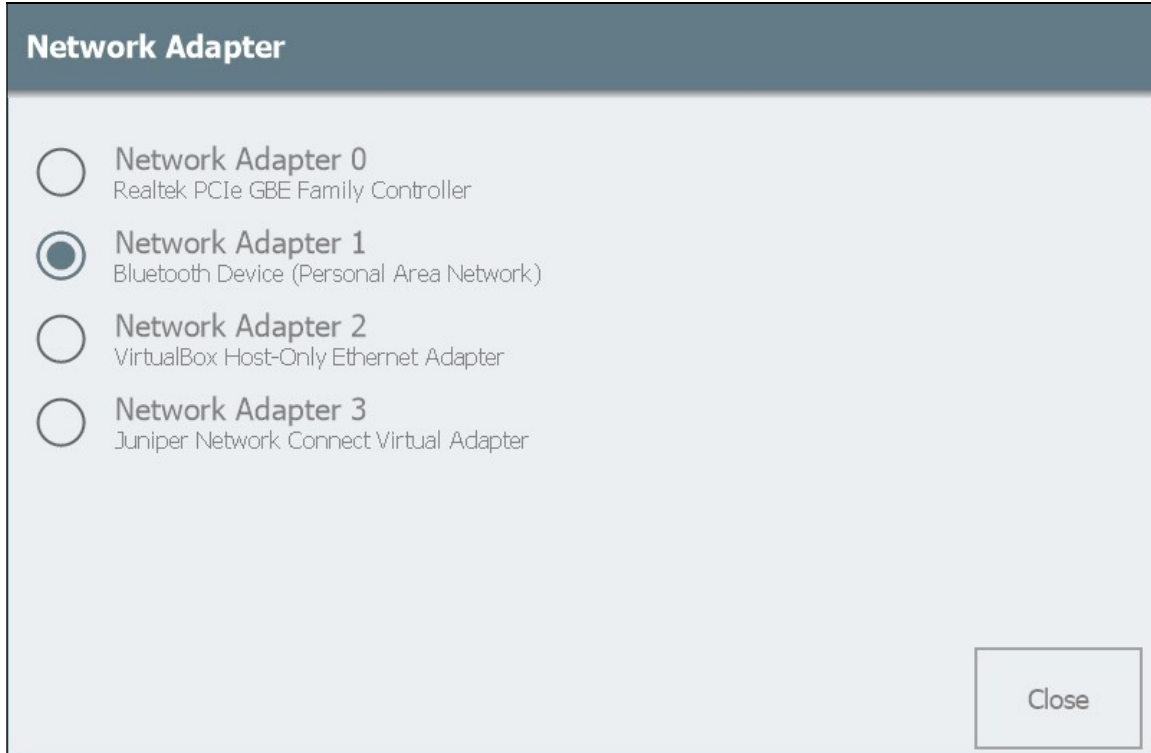 Network Adapter
Network Adapter 0
Realtek PCIe GBE Family Controller
Network Adapter 1
Bluetooth Device (Personal Area Network)
Network Adapter 2
VirtualBox Host-Only Ethernet Adapter
Network Adapter 3
Juniper Network Connect Virtual Adapter
Close